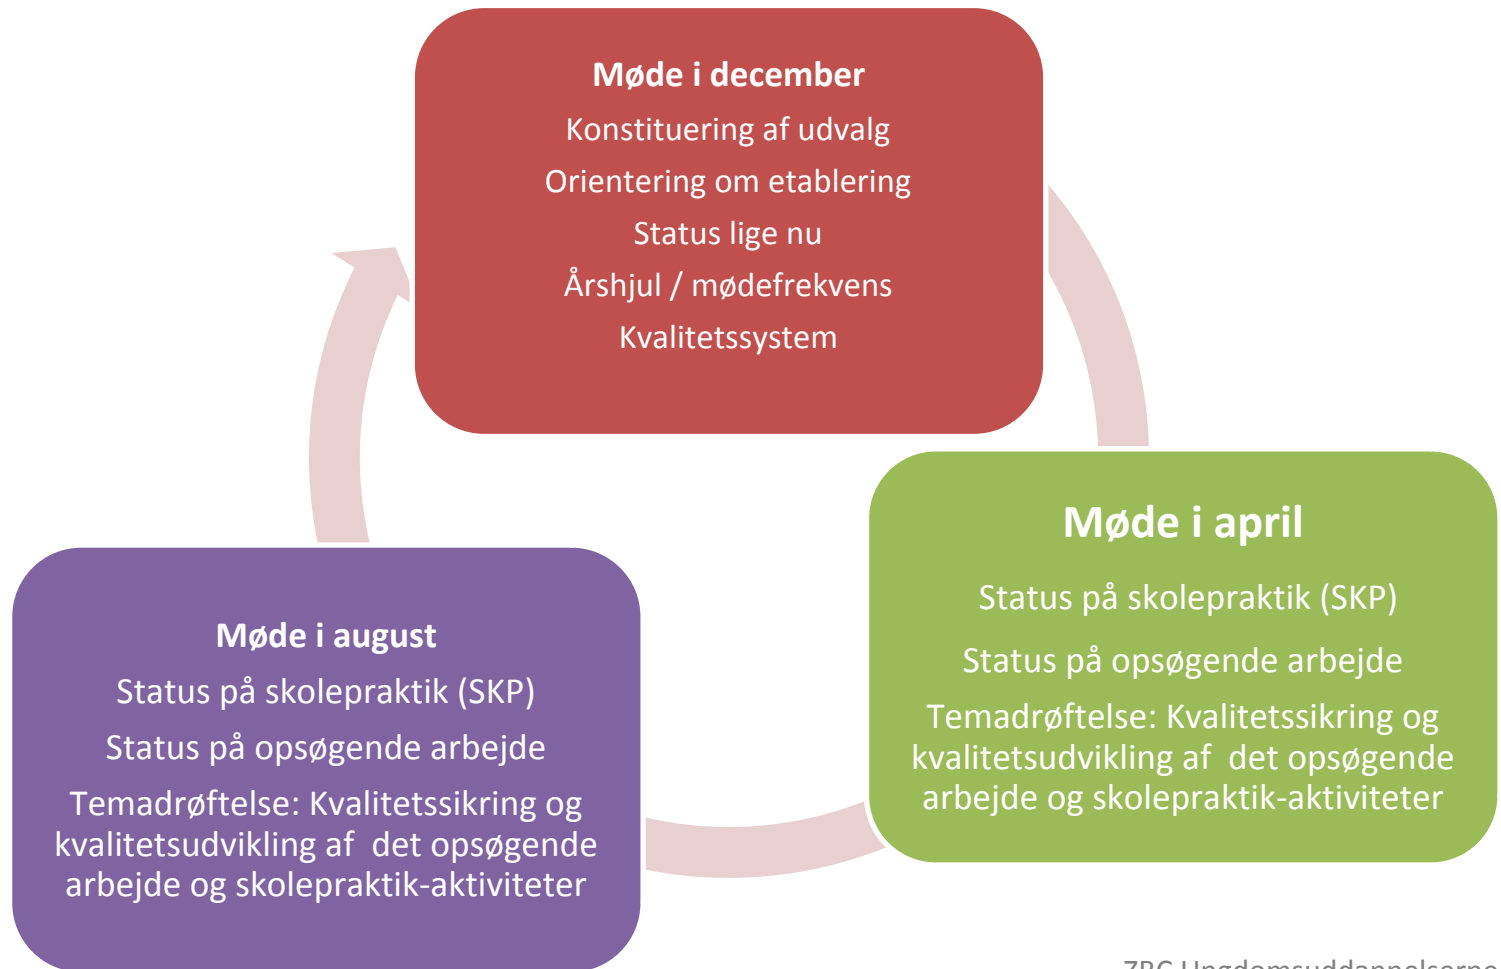 Møde i december
Konstituering af udvalg
Orientering om etablering
Status lige nu
Årshjul / mødefrekvens
Kvalitetssystem
Møde i april
Status på skolepraktik (SKP)
Status på opsøgende arbejde
Temadrøftelse: Kvalitetssikring og
kvalitetsudvikling af det opsøgende
arbejde og skolepraktik-aktiviteter
Møde i august
Status på skolepraktik (SKP)
Status på opsøgende arbejde
Temadrøftelse: Kvalitetssikring og
kvalitetsudvikling af det opsøgende
arbejde og skolepraktik-aktiviteter
ZBC Ungdomsuddannelserne